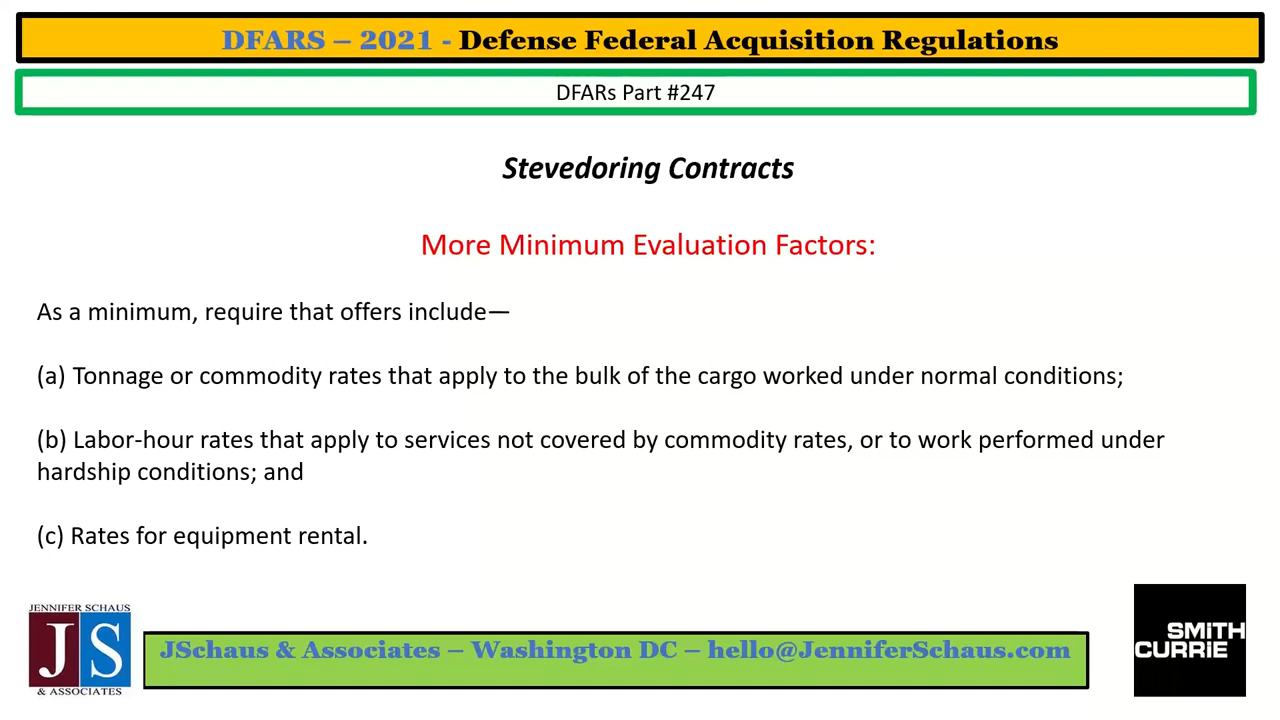 DFARS – 2021 - Defense Federal Acquisition Regulations
DFARs Part #247
Stevedoring Contracts
More Minimum Evaluation Factors:
As a minimum, require that offers include—
(a) Tonnage or commodity rates that apply to the bulk of the cargo worked under normal conditions;
(b) Labor-hour rates that apply to services not covered by commodity rates, or to work performed under
hardship conditions; and
(c) Rates for equipment rental.
JENNIFER SCHAUS
JS
& ASSOCIATES
JSchaus & Associates – Washington DC – hello@JenniferSchaus.com
SMITH
CURRIE